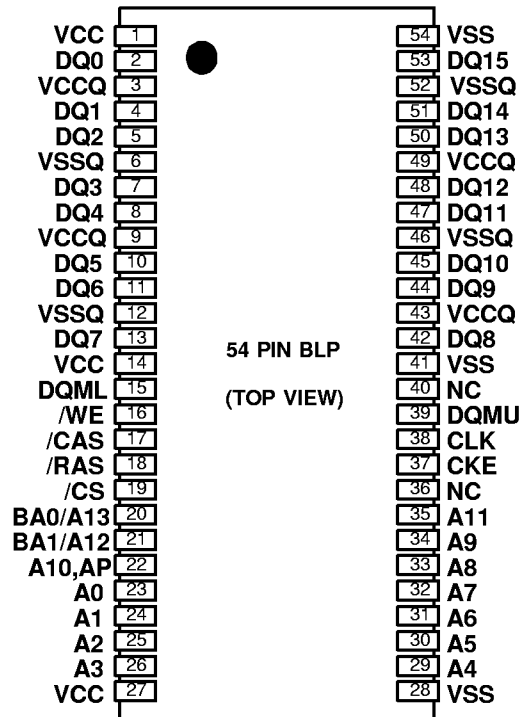 VCC 1 54 VSS
DQ0 2 53 DQ15
VCCQ 3 52 VSSQ
DQ1 4 51 DQ14
DQ2 5 50 DQ13
VSSQ 6 49 VCCQ
DQ3 7 48 DQ12
DQ4 8 47 DQ11
VCCQ 9 46 VSSQ
DQ5 10 45 DQ10
DQ6 11 44 DQ9
VSSQ 12 43 VCCQ
DQ7 13 42 DQ8
VCC 14 54 PIN BLP 41 VSS
DQML 15 40 NC
/WE 16 (TOP VIEW) 39 DQMU
/CAS 17 38 CLK
/RAS 18 37 CKE
/CS 19 36 NC
BA0/A13 20 35 A11
BA1/A12 21 34 A9
A10,AP 22 33 A8
A0 23 32 A7
A1 24 31 A6
A2 25 30 A5
A3 26 29 A4
VCC 27 28 VSS